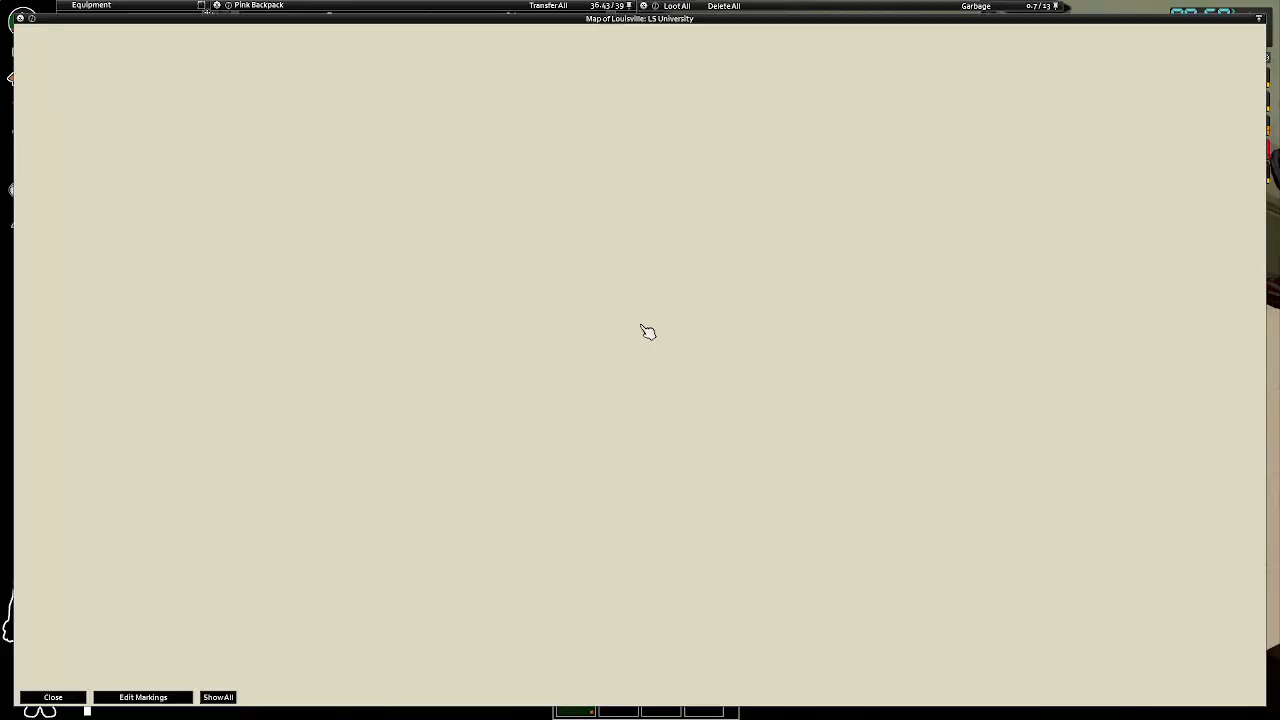 Equipment Pink Backpack Transfer All 36.43 / 39 Loot All Delete All Garbage 0.7 / 13
Map of Louisville: LS University
Close Edit Markings Show All